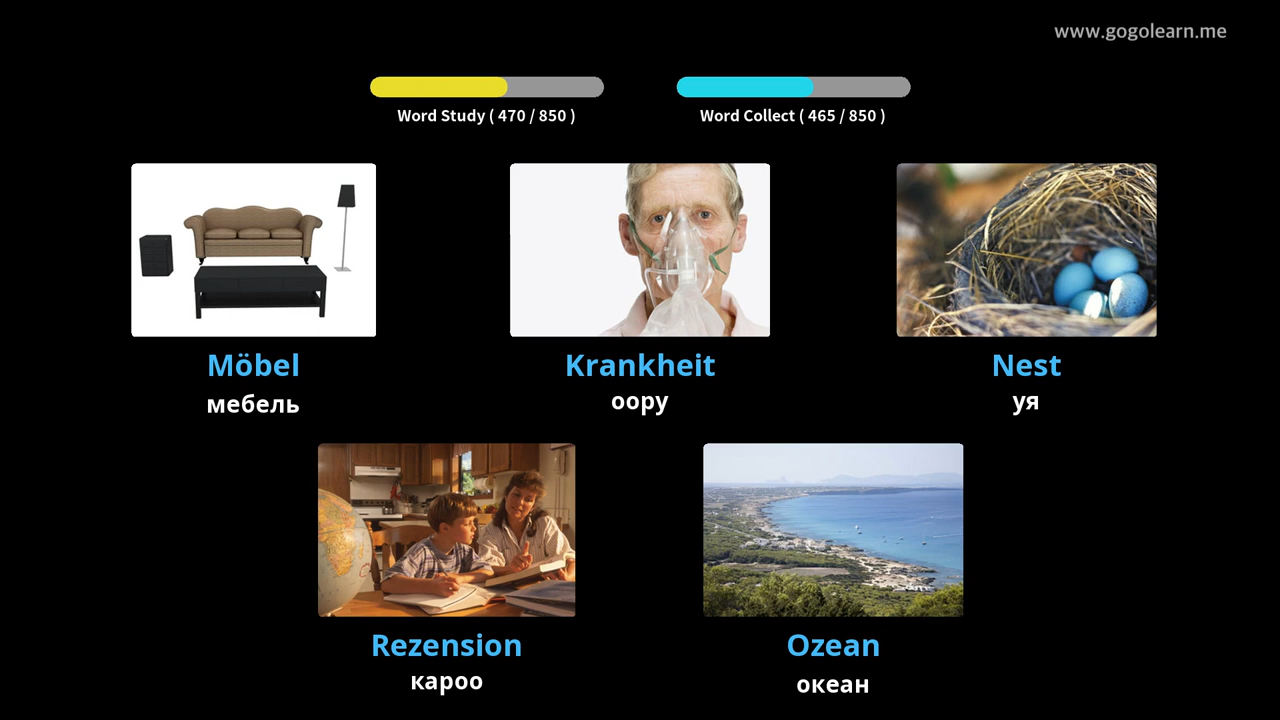 www.gogolearn.me
Word Study ( 470 / 850 )
Word Collect ( 465 / 850 )
Möbel
мебель
Krankheit
оору
Nest
уя
Rezension
кароо
Ozean
океан